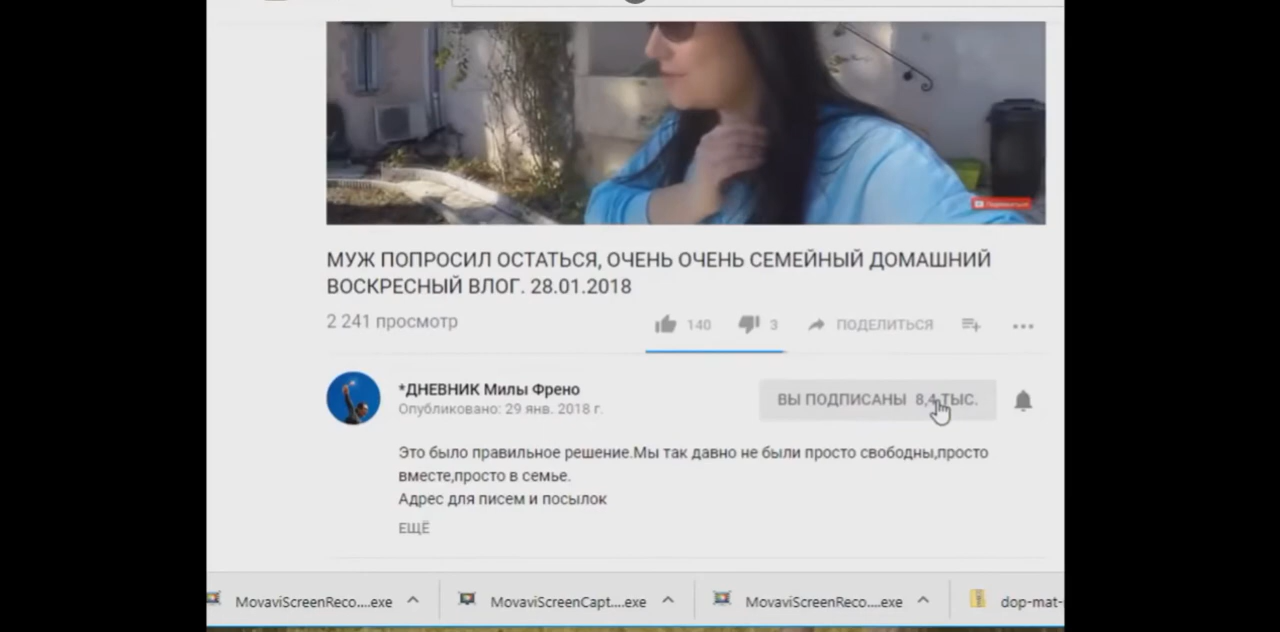 Подписаться
МУЖ ПОПРОСИЛ ОСТАТЬСЯ, ОЧЕНЬ ОЧЕНЬ СЕМЕЙНЫЙ ДОМАШНИЙ
ВОСКРЕСНЫЙ ВЛОГ. 28.01.2018
2 241 просмотр
140
3
ПОДЕЛИТЬСЯ
*ДНЕВНИК Милы Френо
Опубликовано: 29 янв. 2018 г.
ВЫ ПОДПИСАНЫ 8,4 ТЫС.
Это было правильное решение.Мы так давно не были просто свободны,просто
вместе,просто в семье.
Адрес для писем и посылок
ЕЩЁ
MovaviScreenReco....exe
MovaviScreenCapt....exe
MovaviScreenReco....exe
dop-mat-